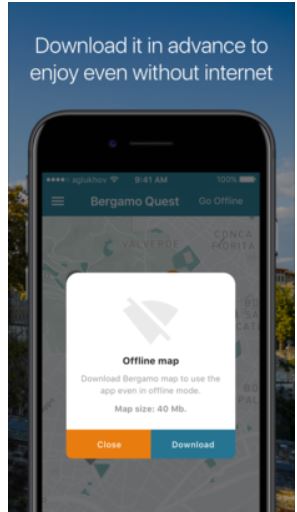 Download it in advance to
enjoy even without internet
aglukhov 9:41 AM 100%
Bergamo Quest Go Offline
VALVERDE
CONCA
FIORITA
Offline map
Download Bergamo map to use the
app even in offline mode.
Map size: 40 Mb.
Close Download